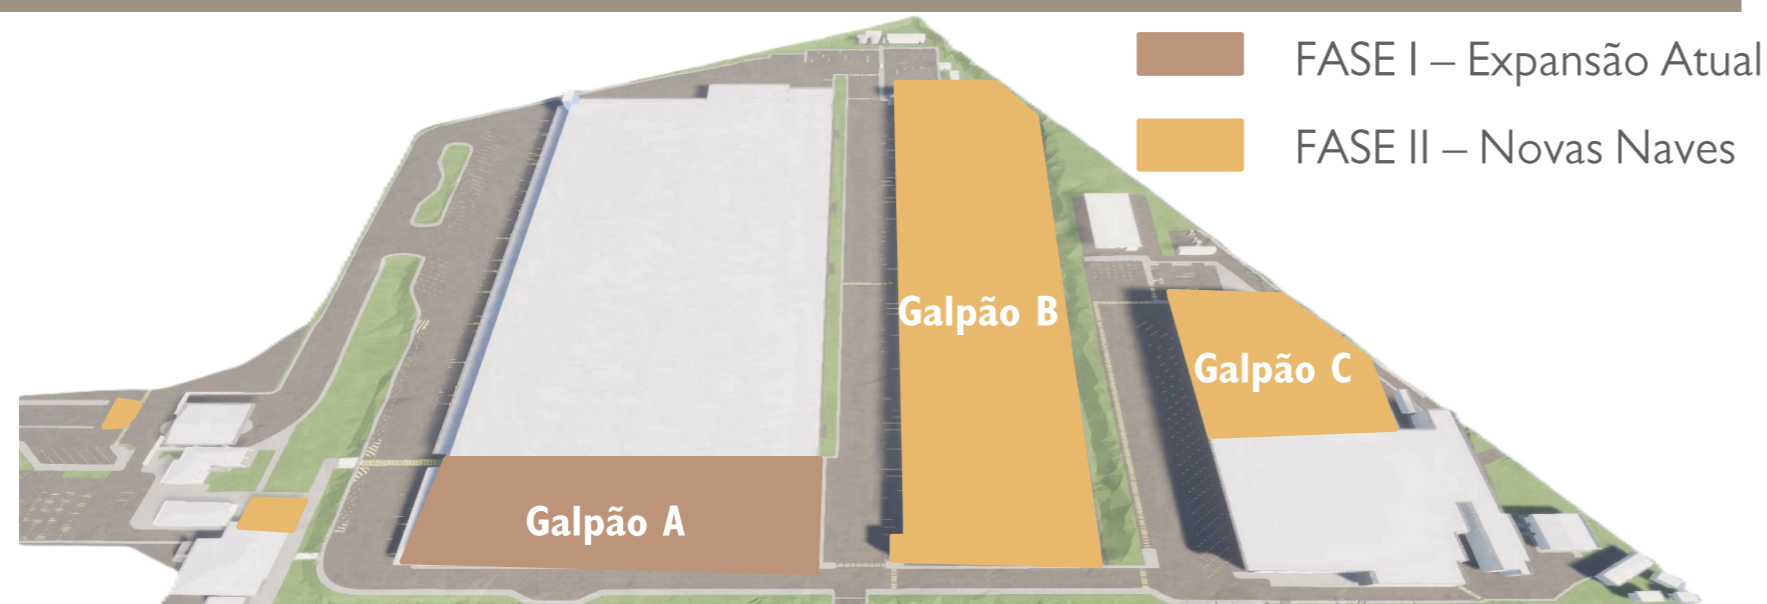 FASE I – Expansão Atual
FASE II – Novas Naves
Galpão B
Galpão C
Galpão A